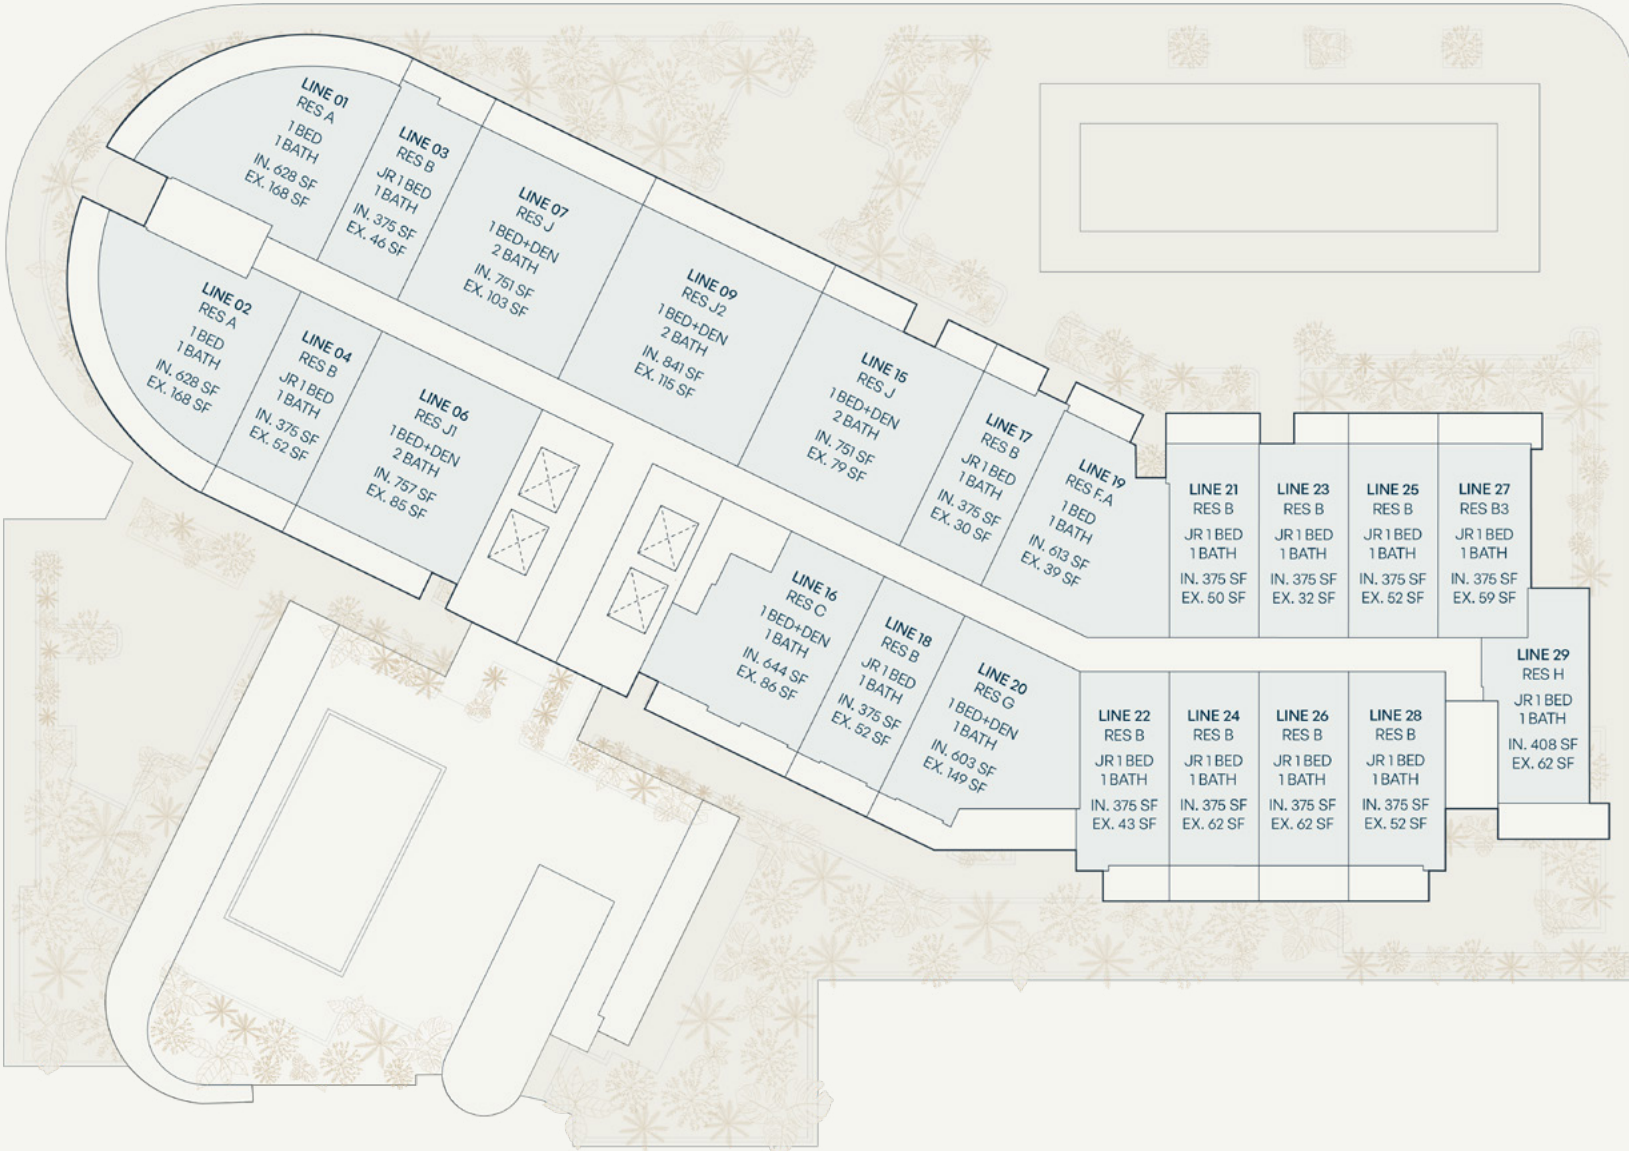 LINE 01
RES A
1 BED
1 BATH
IN. 628 SF
EX. 168 SF
LINE 03
RES B
JR 1 BED
1 BATH
IN. 375 SF
EX. 46 SF
LINE 07
RES J
1 BED+DEN
2 BATH
IN. 751 SF
EX. 103 SF
LINE 09
RES J2
1 BED+DEN
2 BATH
IN. 841 SF
EX. 115 SF
LINE 15
RES J
1 BED+DEN
2 BATH
IN. 751 SF
EX. 79 SF
LINE 17
RES B
JR 1 BED
1 BATH
IN. 375 SF
EX. 30 SF
LINE 19
RES F.A
1 BED
1 BATH
IN. 613 SF
EX. 39 SF
LINE 21
RES B
JR 1 BED
1 BATH
IN. 375 SF
EX. 50 SF
LINE 23
RES B
JR 1 BED
1 BATH
IN. 375 SF
EX. 32 SF
LINE 25
RES B
JR 1 BED
1 BATH
IN. 375 SF
EX. 52 SF
LINE 27
RES B3
JR 1 BED
1 BATH
IN. 375 SF
EX. 59 SF
LINE 29
RES H
JR 1 BED
1 BATH
IN. 408 SF
EX. 62 SF
LINE 02
RES A
1 BED
1 BATH
IN. 628 SF
EX. 168 SF
LINE 04
RES B
JR 1 BED
1 BATH
IN. 375 SF
EX. 52 SF
LINE 06
RES J1
1 BED+DEN
2 BATH
IN. 757 SF
EX. 85 SF
LINE 16
RES C
1 BED+DEN
1 BATH
IN. 644 SF
EX. 86 SF
LINE 18
RES B
JR 1 BED
1 BATH
IN. 375 SF
EX. 52 SF
LINE 20
RES G
1 BED+DEN
1 BATH
IN. 603 SF
EX. 149 SF
LINE 22
RES B
JR 1 BED
1 BATH
IN. 375 SF
EX. 43 SF
LINE 24
RES B
JR 1 BED
1 BATH
IN. 375 SF
EX. 62 SF
LINE 26
RES B
JR 1 BED
1 BATH
IN. 375 SF
EX. 62 SF
LINE 28
RES B
JR 1 BED
1 BATH
IN. 375 SF
EX. 52 SF